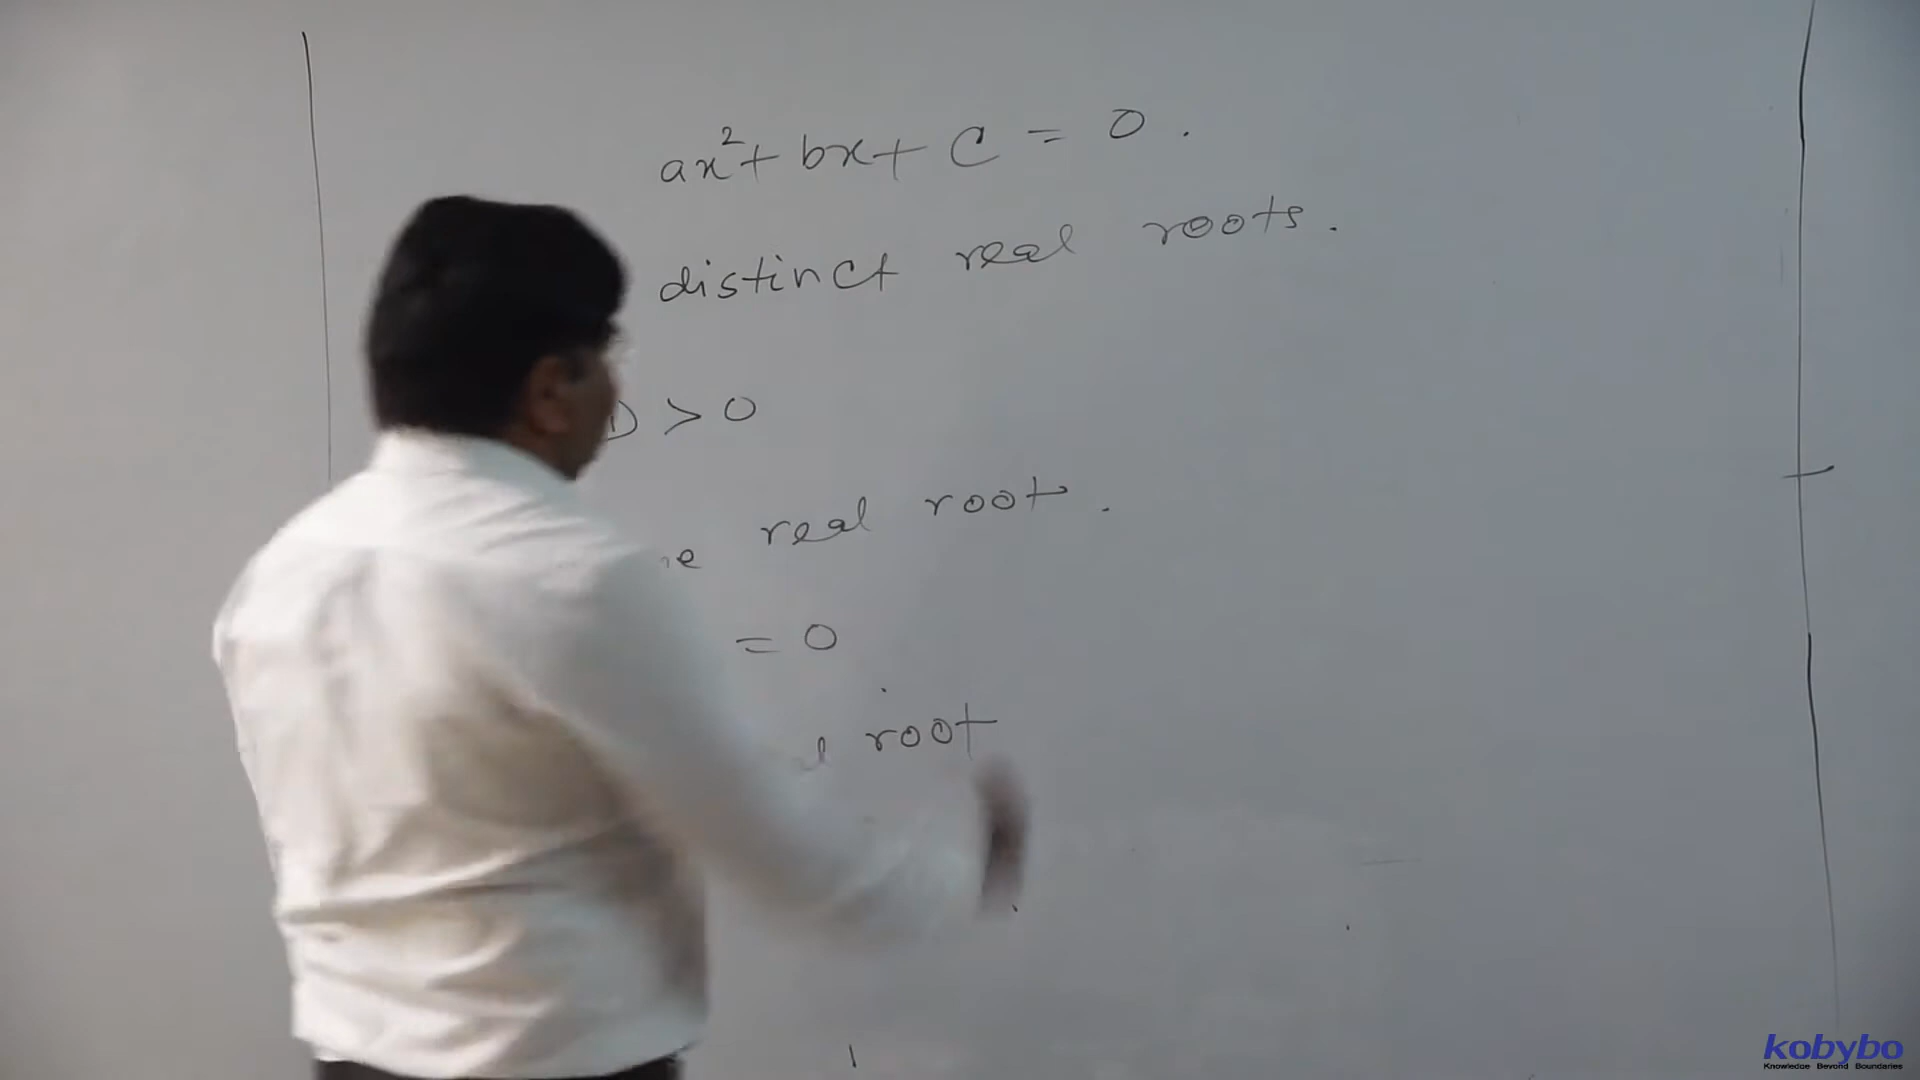 ax²+ bx + C = 0 .
distinct real roots.
D > 0
real root.
= 0
root
kobybo
Knowledge Beyond Boundaries